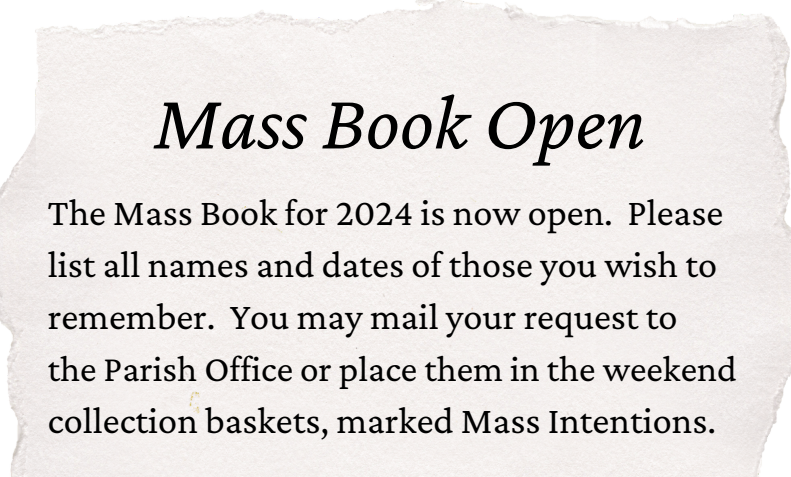 Mass Book Open
The Mass Book for 2024 is now open.  Please
list all names and dates of those you wish to
remember.  You may mail your request to
the Parish Office or place them in the weekend
collection baskets, marked Mass Intentions.